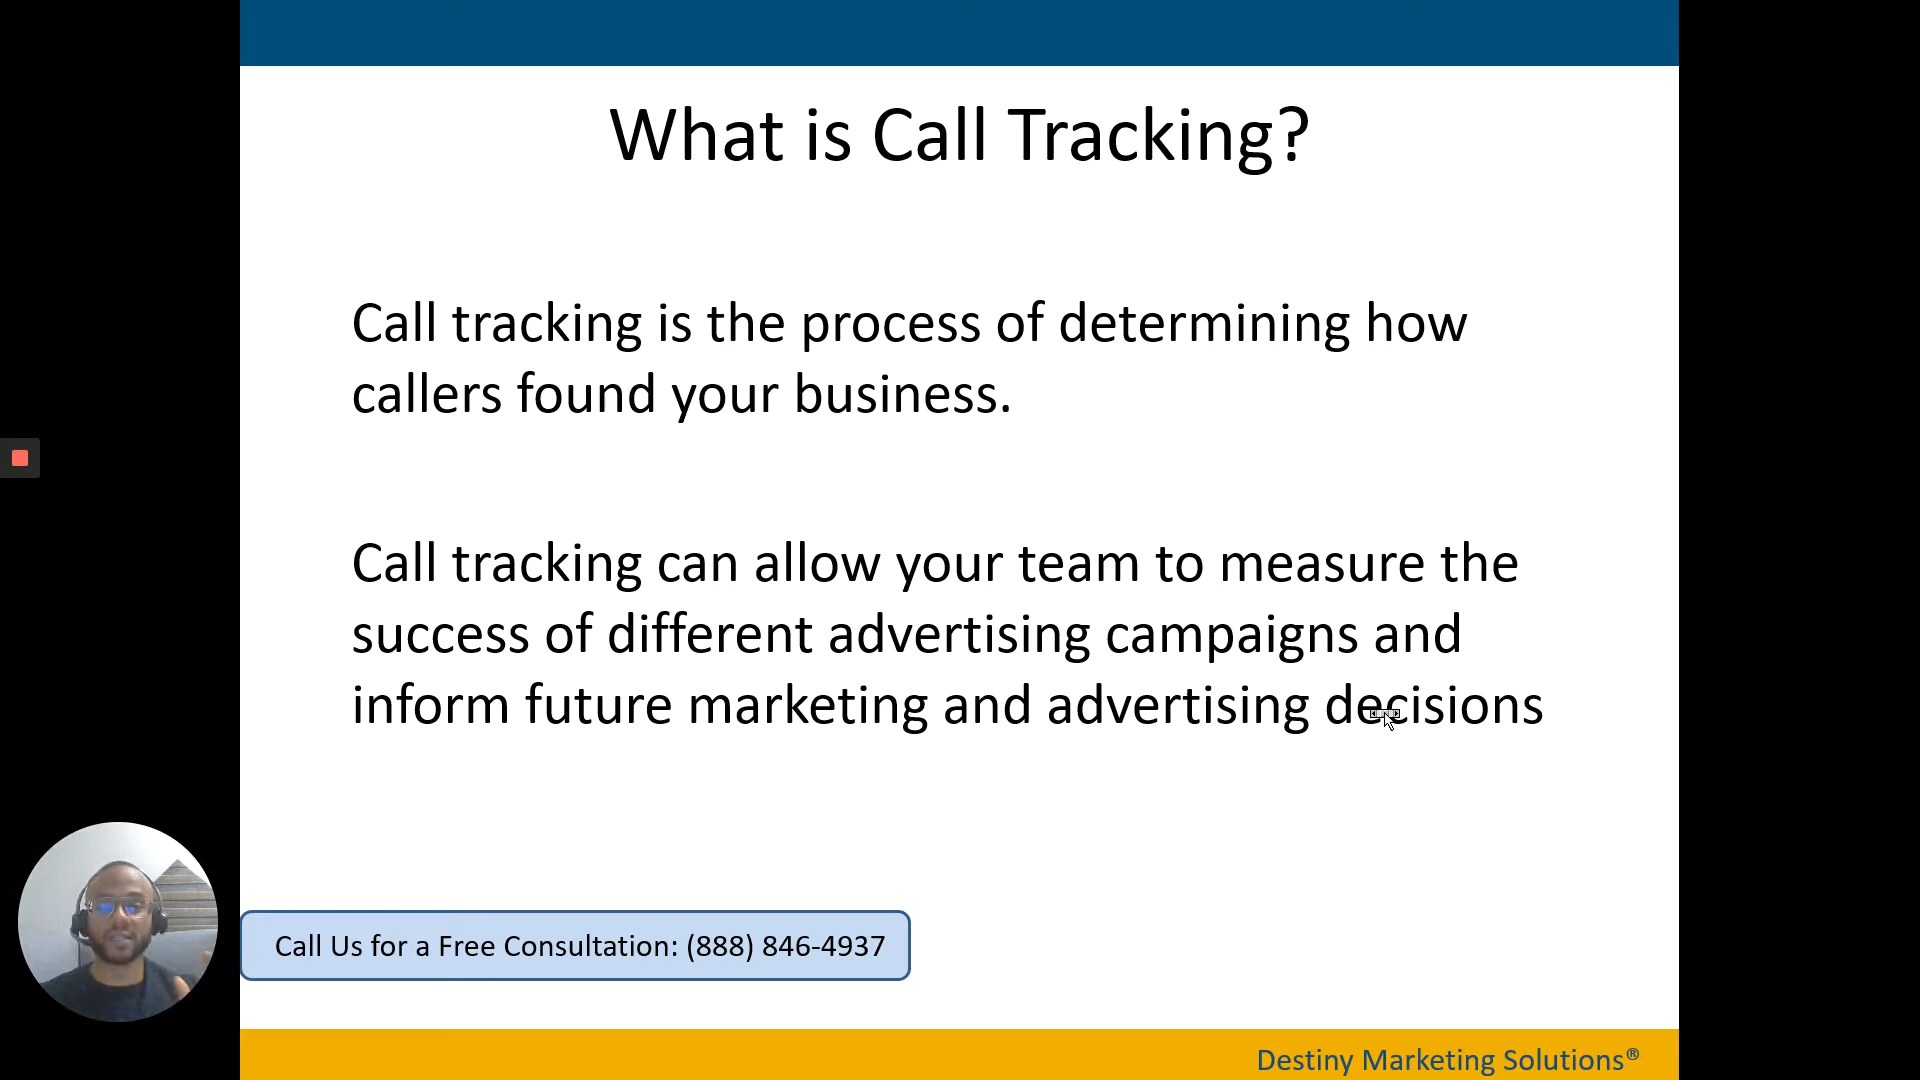 What is Call Tracking?
Call tracking is the process of determining how
callers found your business.
Call tracking can allow your team to measure the
success of different advertising campaigns and
inform future marketing and advertising decisions
Call Us for a Free Consultation: (888) 846-4937
Destiny Marketing Solutions®